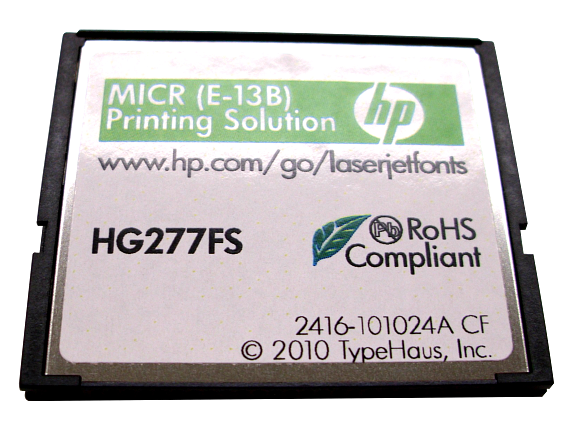 MICR (E-13B)
Printing Solution
hp
www.hp.com/go/laserjetfonts
HG277FS
Pb RoHS
Compliant
2416-101024A CF
© 2010 TypeHaus, Inc.